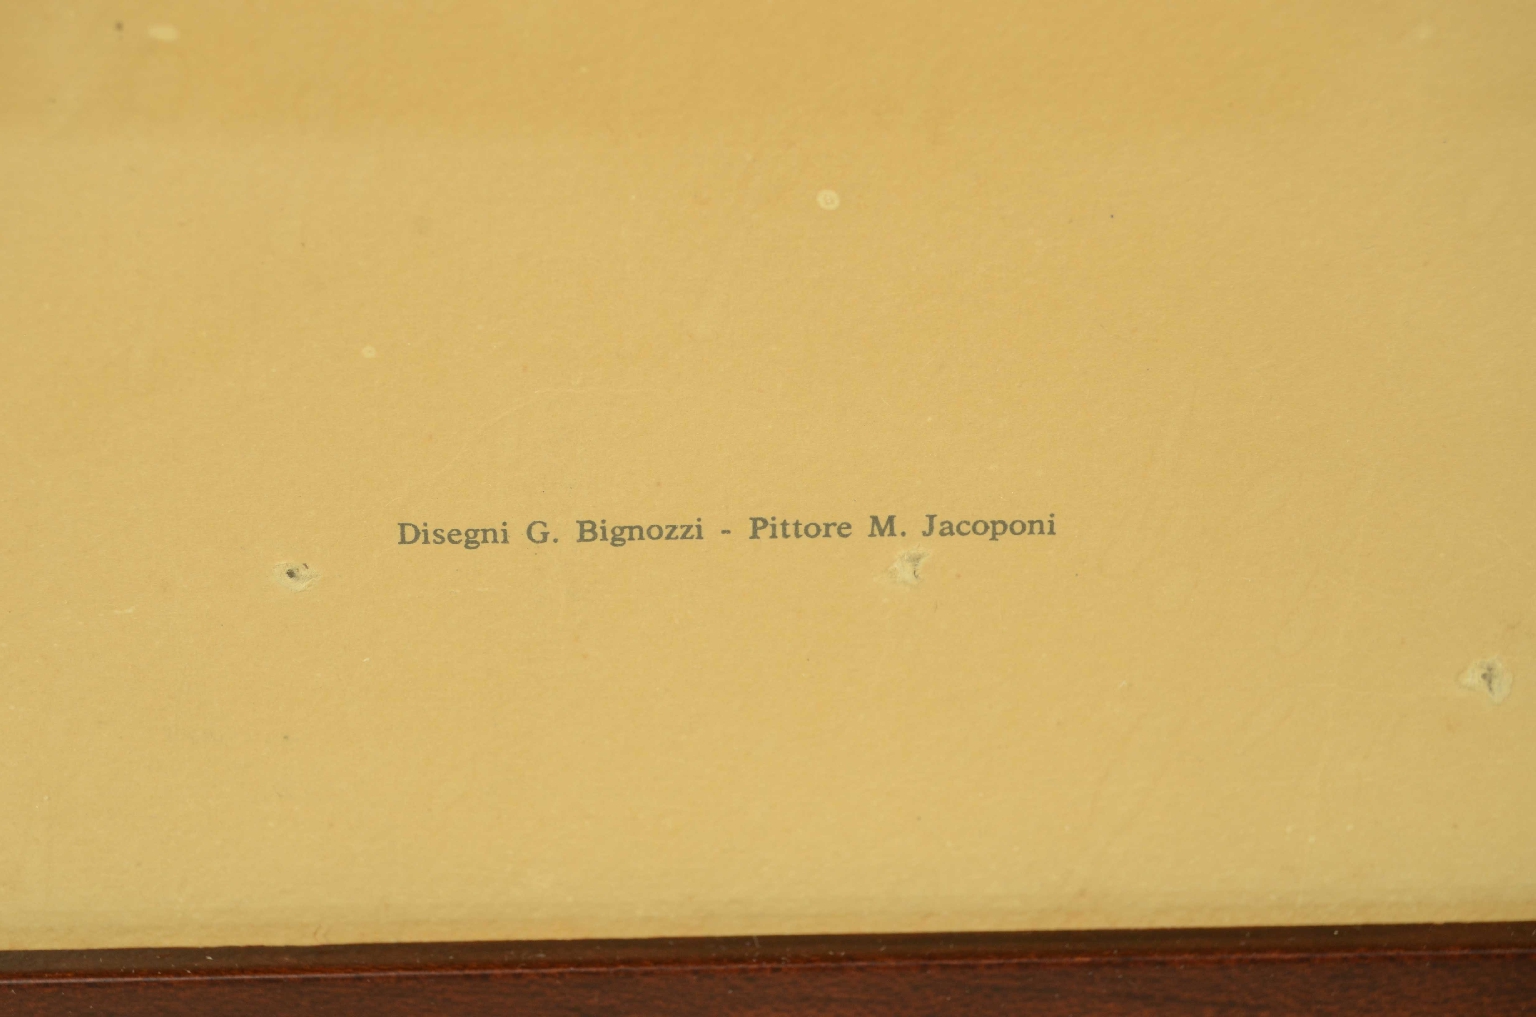 Disegni G. Bignozzi - Pittore M. Jacoponi